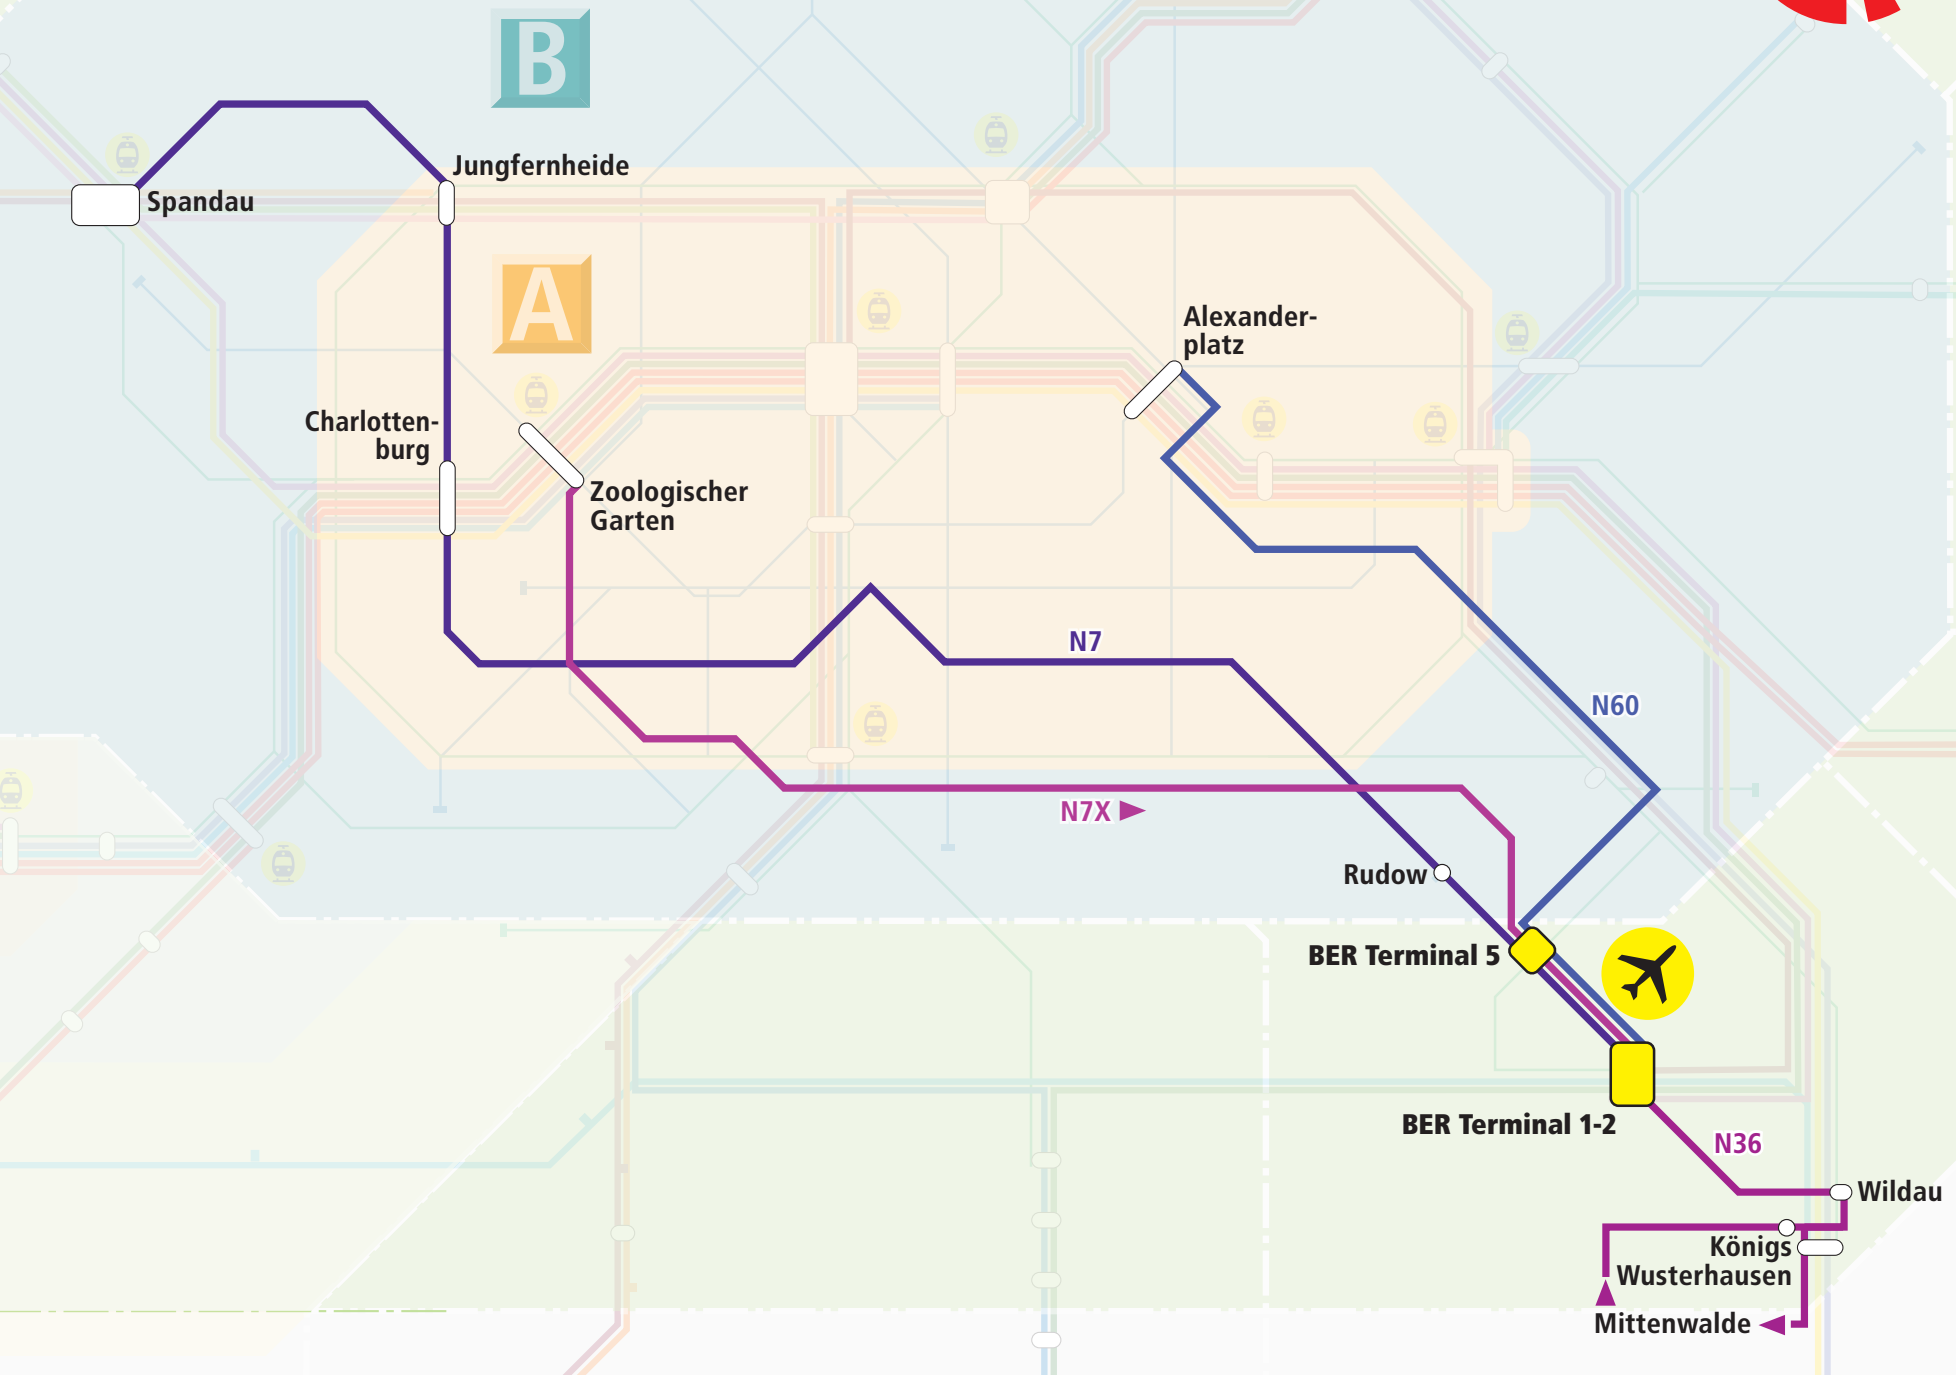 B
Jungfernheide
Spandau
A
Alexander-
platz
Charlotten-
burg
Zoologischer
Garten
N7
N60
N7X
Rudow
BER Terminal 5
BER Terminal 1-2
N36
Wildau
Königs
Wusterhausen
Mittenwalde